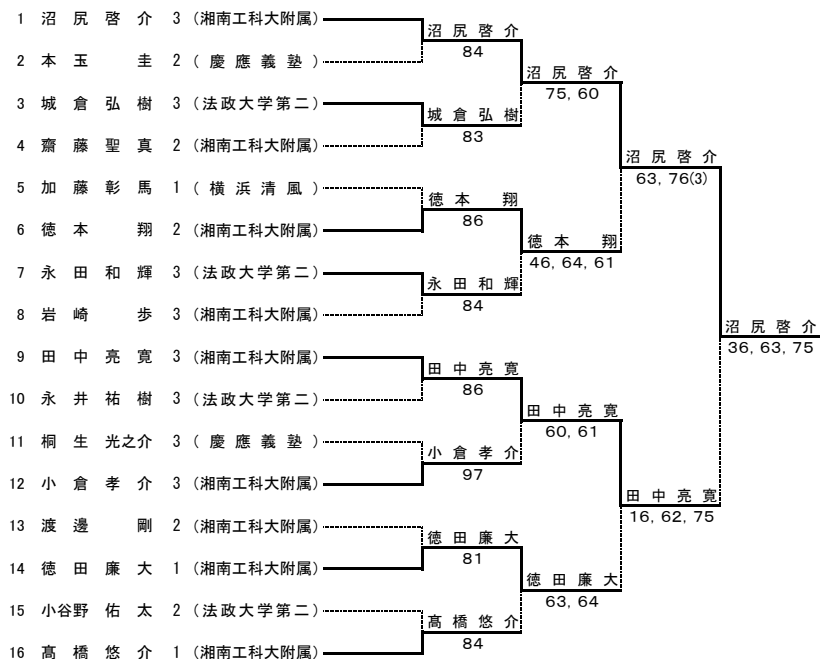 1 沼尻啓介 3 (湘南工科大附属)
沼尻啓介
84
2 本玉圭 2 (慶應義塾)
沼尻啓介
75, 60
3 城倉弘樹 3 (法政大学第二)
城倉弘樹
83
4 齋藤聖真 2 (湘南工科大附属)
沼尻啓介
63, 76(3)
5 加藤彰馬 1 (横浜清風)
徳本翔
86
6 徳本翔 2 (湘南工科大附属)
徳本翔
46, 64, 61
7 永田和輝 3 (法政大学第二)
永田和輝
84
8 岩崎歩 3 (湘南工科大附属)
沼尻啓介
36, 63, 75
9 田中亮寛 3 (湘南工科大附属)
田中亮寛
86
10 永井祐樹 3 (法政大学第二)
田中亮寛
60, 61
11 桐生光之介 3 (慶應義塾)
小倉孝介
97
12 小倉孝介 3 (湘南工科大附属)
田中亮寛
16, 62, 75
13 渡邊剛 2 (湘南工科大附属)
徳田廉大
81
14 徳田廉大 1 (湘南工科大附属)
徳田廉大
63, 64
15 小谷野佑太 2 (法政大学第二)
髙橋悠介
84
16 髙橋悠介 1 (湘南工科大附属)